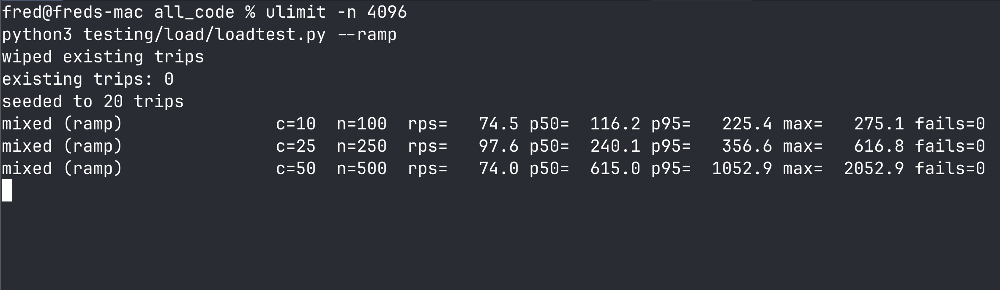 fred@freds-mac all_code % ulimit -n 4096
python3 testing/load/loadtest.py --ramp
wiped existing trips
existing trips: 0
seeded to 20 trips
mixed (ramp)               c=10  n=100  rps=   74.5 p50=  116.2 p95=   225.4 max=   275.1 fails=0
mixed (ramp)               c=25  n=250  rps=   97.6 p50=  240.1 p95=   356.6 max=   616.8 fails=0
mixed (ramp)               c=50  n=500  rps=   74.0 p50=  615.0 p95=  1052.9 max=  2052.9 fails=0